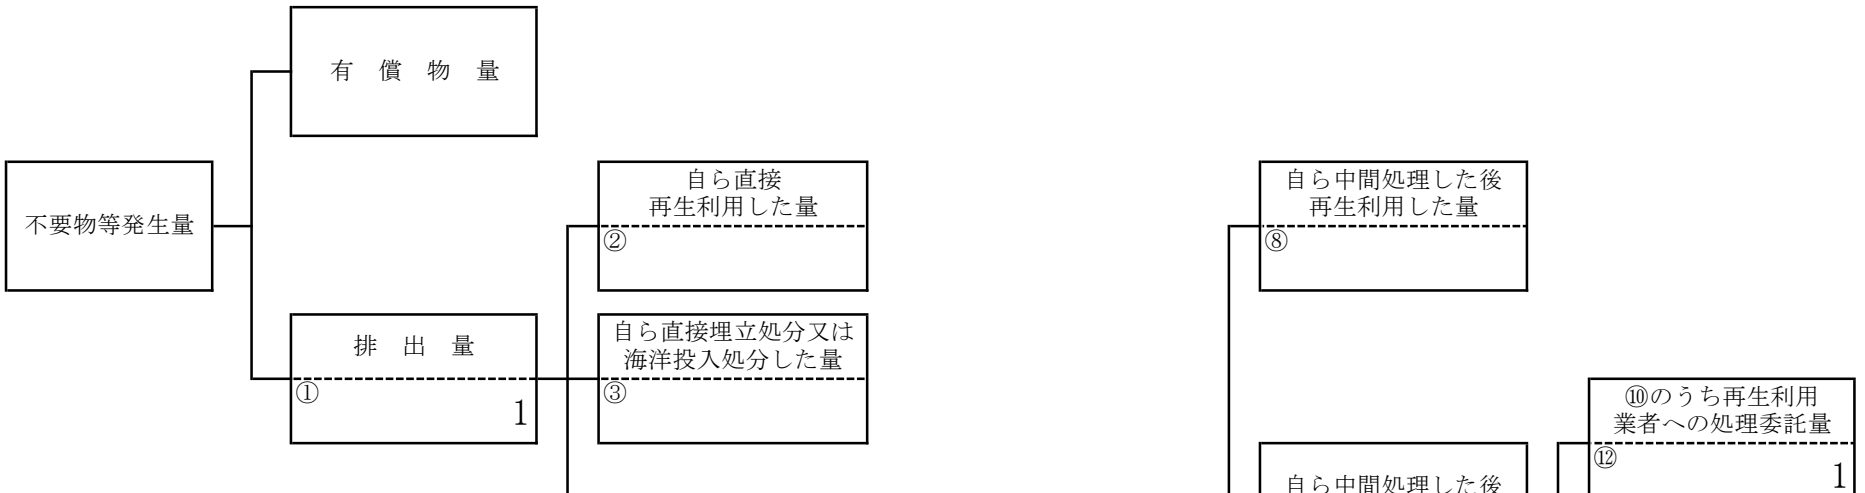 有 償 物 量
不要物等発生量
自ら直接
再生利用した量
②
自ら中間処理した後
再生利用した量
⑧
排 出 量
①
1
自ら直接埋立処分又は
海洋投入処分した量
③
⑩のうち再生利用
業者への処理委託量
⑫
1
自ら中間処理した後